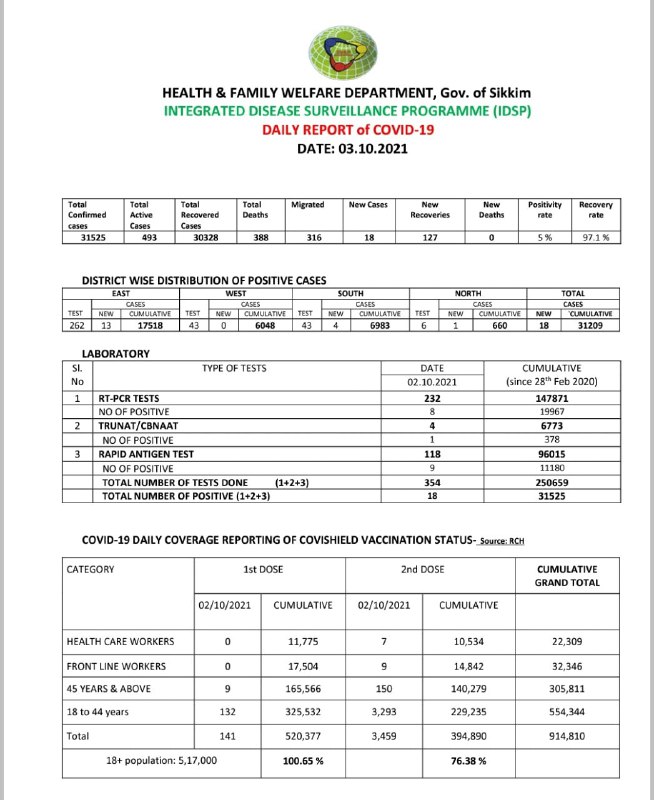 HEALTH & FAMILY WELFARE DEPARTMENT, Gov. of Sikkim
INTEGRATED DISEASE SURVEILLANCE PROGRAMME (IDSP)
DAILY REPORT of COVID-19
DATE: 03.10.2021
Total Confirmed cases Total Active Cases Total Recovered Cases Total Deaths Migrated New Cases New Recoveries New Deaths Positivity rate Recovery rate
31525 493 30328 388 316 18 127 0 5 % 97.1 %
DISTRICT WISE DISTRIBUTION OF POSITIVE CASES
EAST WEST SOUTH NORTH TOTAL
CASES CASES CASES CASES CASES
TEST NEW CUMULATIVE TEST NEW CUMULATIVE TEST NEW CUMULATIVE TEST NEW CUMULATIVE NEW 'CUMULATIVE
262 13 17518 43 0 6048 43 4 6983 6 1 660 18 31209
LABORATORY
Sl. No TYPE OF TESTS DATE CUMULATIVE
02.10.2021 (since 28th Feb 2020)
1 RT-PCR TESTS 232 147871
NO OF POSITIVE 8 19967
2 TRUNAT/CBNAAT 4 6773
NO OF POSITIVE 1 378
3 RAPID ANTIGEN TEST 118 96015
NO OF POSITIVE 9 11180
TOTAL NUMBER OF TESTS DONE (1+2+3) 354 250659
TOTAL NUMBER OF POSITIVE (1+2+3) 18 31525
COVID-19 DAILY COVERAGE REPORTING OF COVISHIELD VACCINATION STATUS- Source: RCH
CATEGORY 1st DOSE 2nd DOSE CUMULATIVE GRAND TOTAL
02/10/2021 CUMULATIVE 02/10/2021 CUMULATIVE
HEALTH CARE WORKERS 0 11,775 7 10,534 22,309
FRONT LINE WORKERS 0 17,504 9 14,842 32,346
45 YEARS & ABOVE 9 165,566 150 140,279 305,811
18 to 44 years 132 325,532 3,293 229,235 554,344
Total 141 520,377 3,459 394,890 914,810
18+ population: 5,17,000 100.65 % 76.38 %